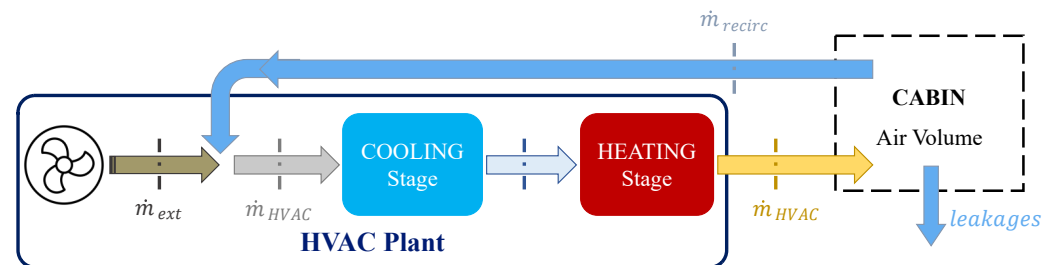 ṁ_recirc
CABIN
Air Volume
COOLING
Stage
HEATING
Stage
ṁ_ext
ṁ_HVAC
ṁ_HVAC
leakages
HVAC Plant